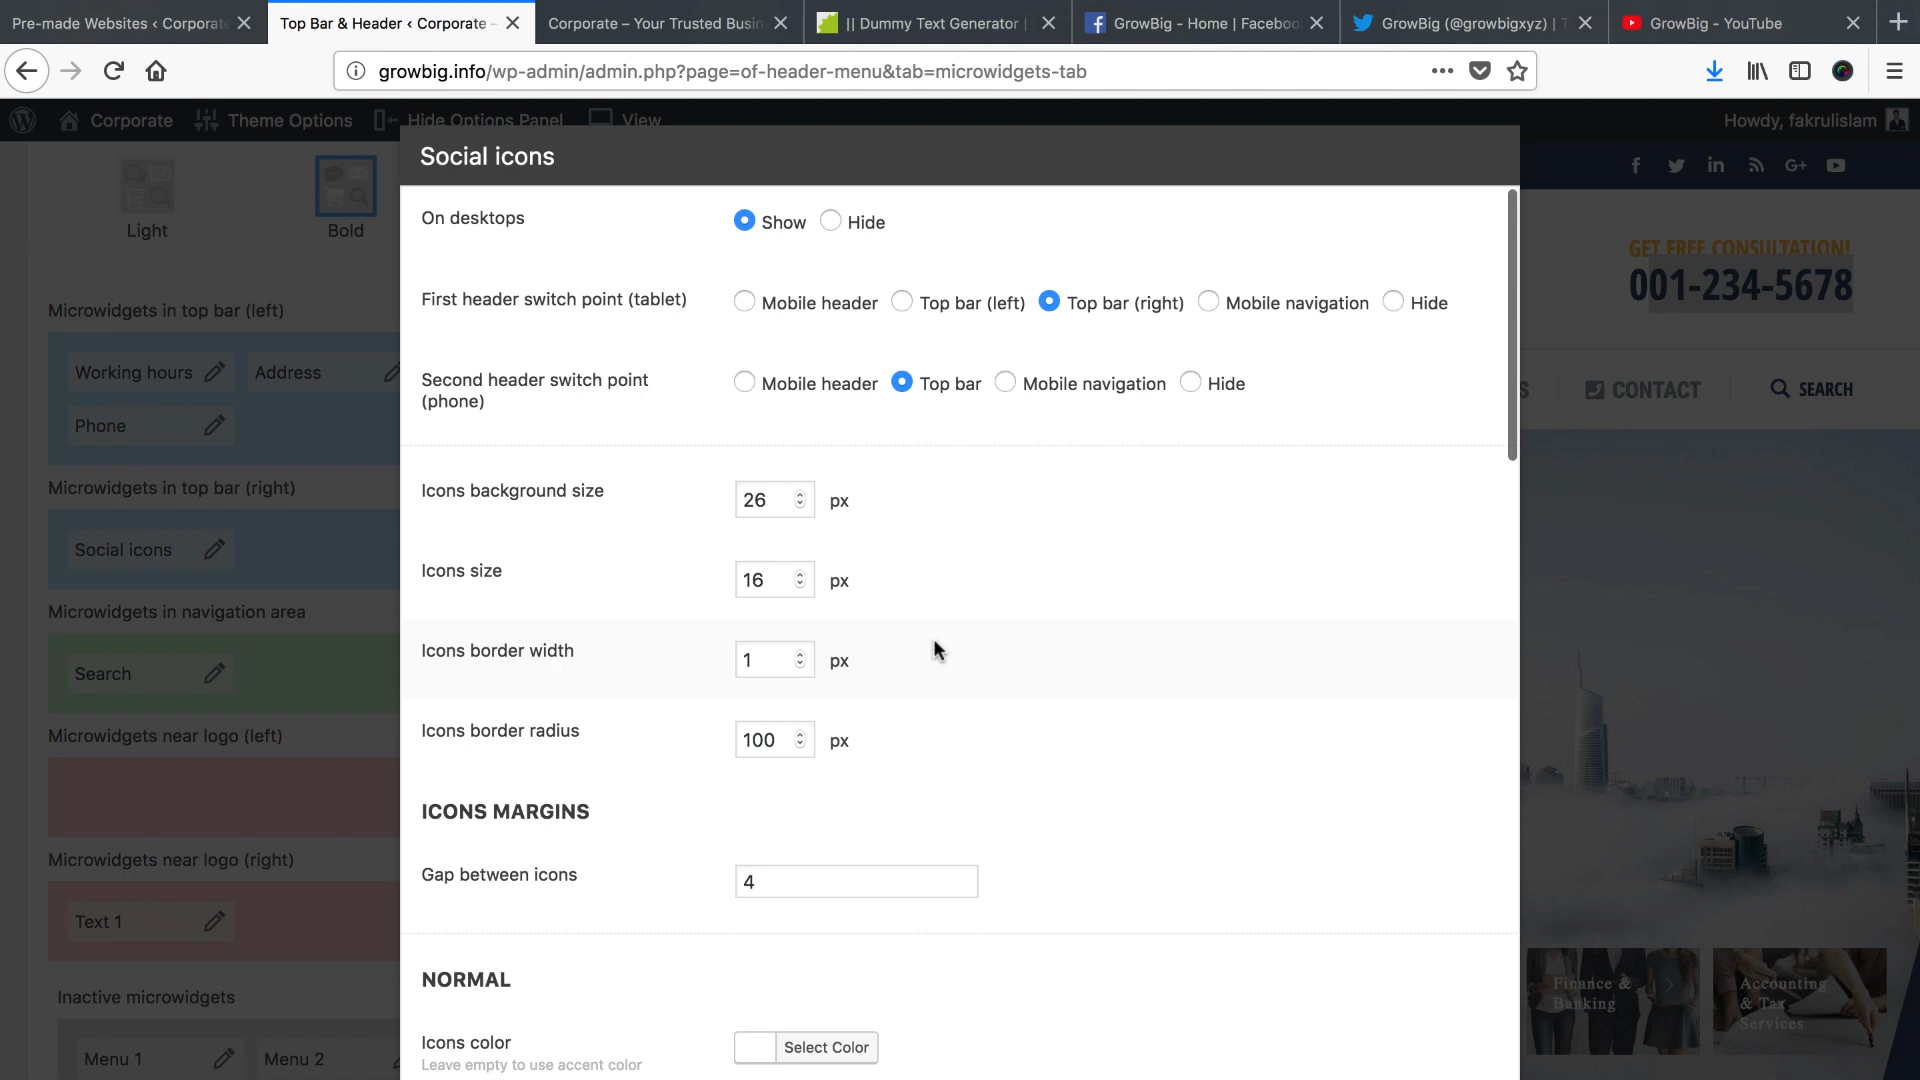 Pre-made Websites ‹ Corporate
Top Bar & Header ‹ Corporate –
Corporate – Your Trusted Busin
|| Dummy Text Generator |
GrowBig - Home | Faceboo
GrowBig (@growbigxyz) | T
GrowBig - YouTube
growbig.info/wp-admin/admin.php?page=of-header-menu&tab=microwidgets-tab
Corporate
Theme Options
Hide Options Panel
View
Howdy, fakrulislam
Social icons
Light
Bold
On desktops
Show
Hide
GET FREE CONSULTATION!
001-234-5678
First header switch point (tablet)
Mobile header
Top bar (left)
Top bar (right)
Mobile navigation
Hide
Microwidgets in top bar (left)
Working hours
Address
Phone
Second header switch point
(phone)
Mobile header
Top bar
Mobile navigation
Hide
S
CONTACT
SEARCH
Microwidgets in top bar (right)
Social icons
Icons background size
26
px
Icons size
16
px
Microwidgets in navigation area
Search
Icons border width
1
px
Microwidgets near logo (left)
Icons border radius
100
px
ICONS MARGINS
Microwidgets near logo (right)
Text 1
Gap between icons
4
NORMAL
Inactive microwidgets
Menu 1
Menu 2
Icons color
Leave empty to use accent color
Select Color
Finance &
Banking
Accounting
& Tax
Services